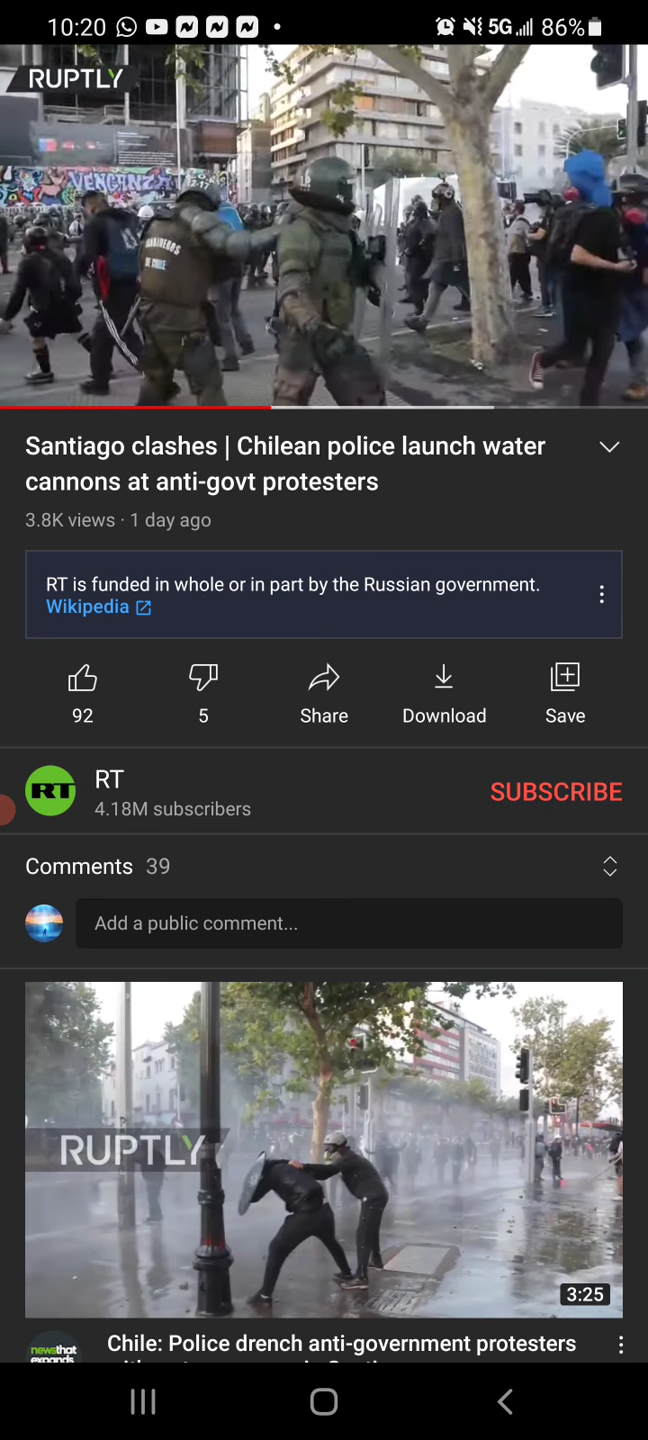 10:20
5G 86%
RUPTLY
VENGANZA
CARABINEROS
DE CHILE
Santiago clashes | Chilean police launch water
cannons at anti-govt protesters
3.8K views · 1 day ago
RT is funded in whole or in part by the Russian government.
Wikipedia
92
5
Share
Download
Save
RT
RT
4.18M subscribers
SUBSCRIBE
Comments 39
Add a public comment...
RUPTLY
3:25
newsthat
expands
Chile: Police drench anti-government protesters